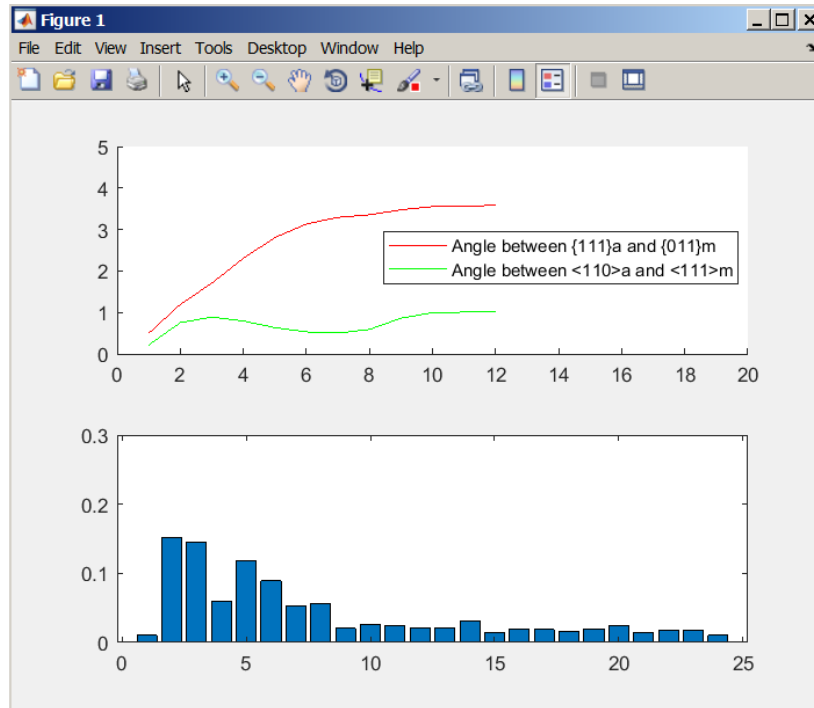 Figure 1
File Edit View Insert Tools Desktop Window Help
5
4
3
2
1
0
Angle between {111}a and {011}m
Angle between <110>a and <111>m
0 2 4 6 8 10 12 14 16 18 20
0.3
0.2
0.1
0
0 5 10 15 20 25